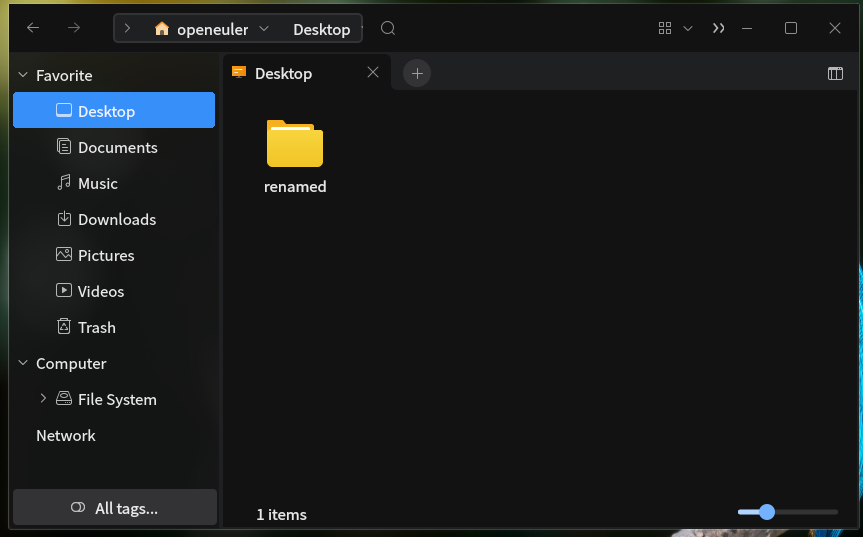 openeuler Desktop
Favorite
Desktop
Documents
Music
Downloads
Pictures
Videos
Trash
Computer
File System
Network
All tags...
Desktop
renamed
1 items